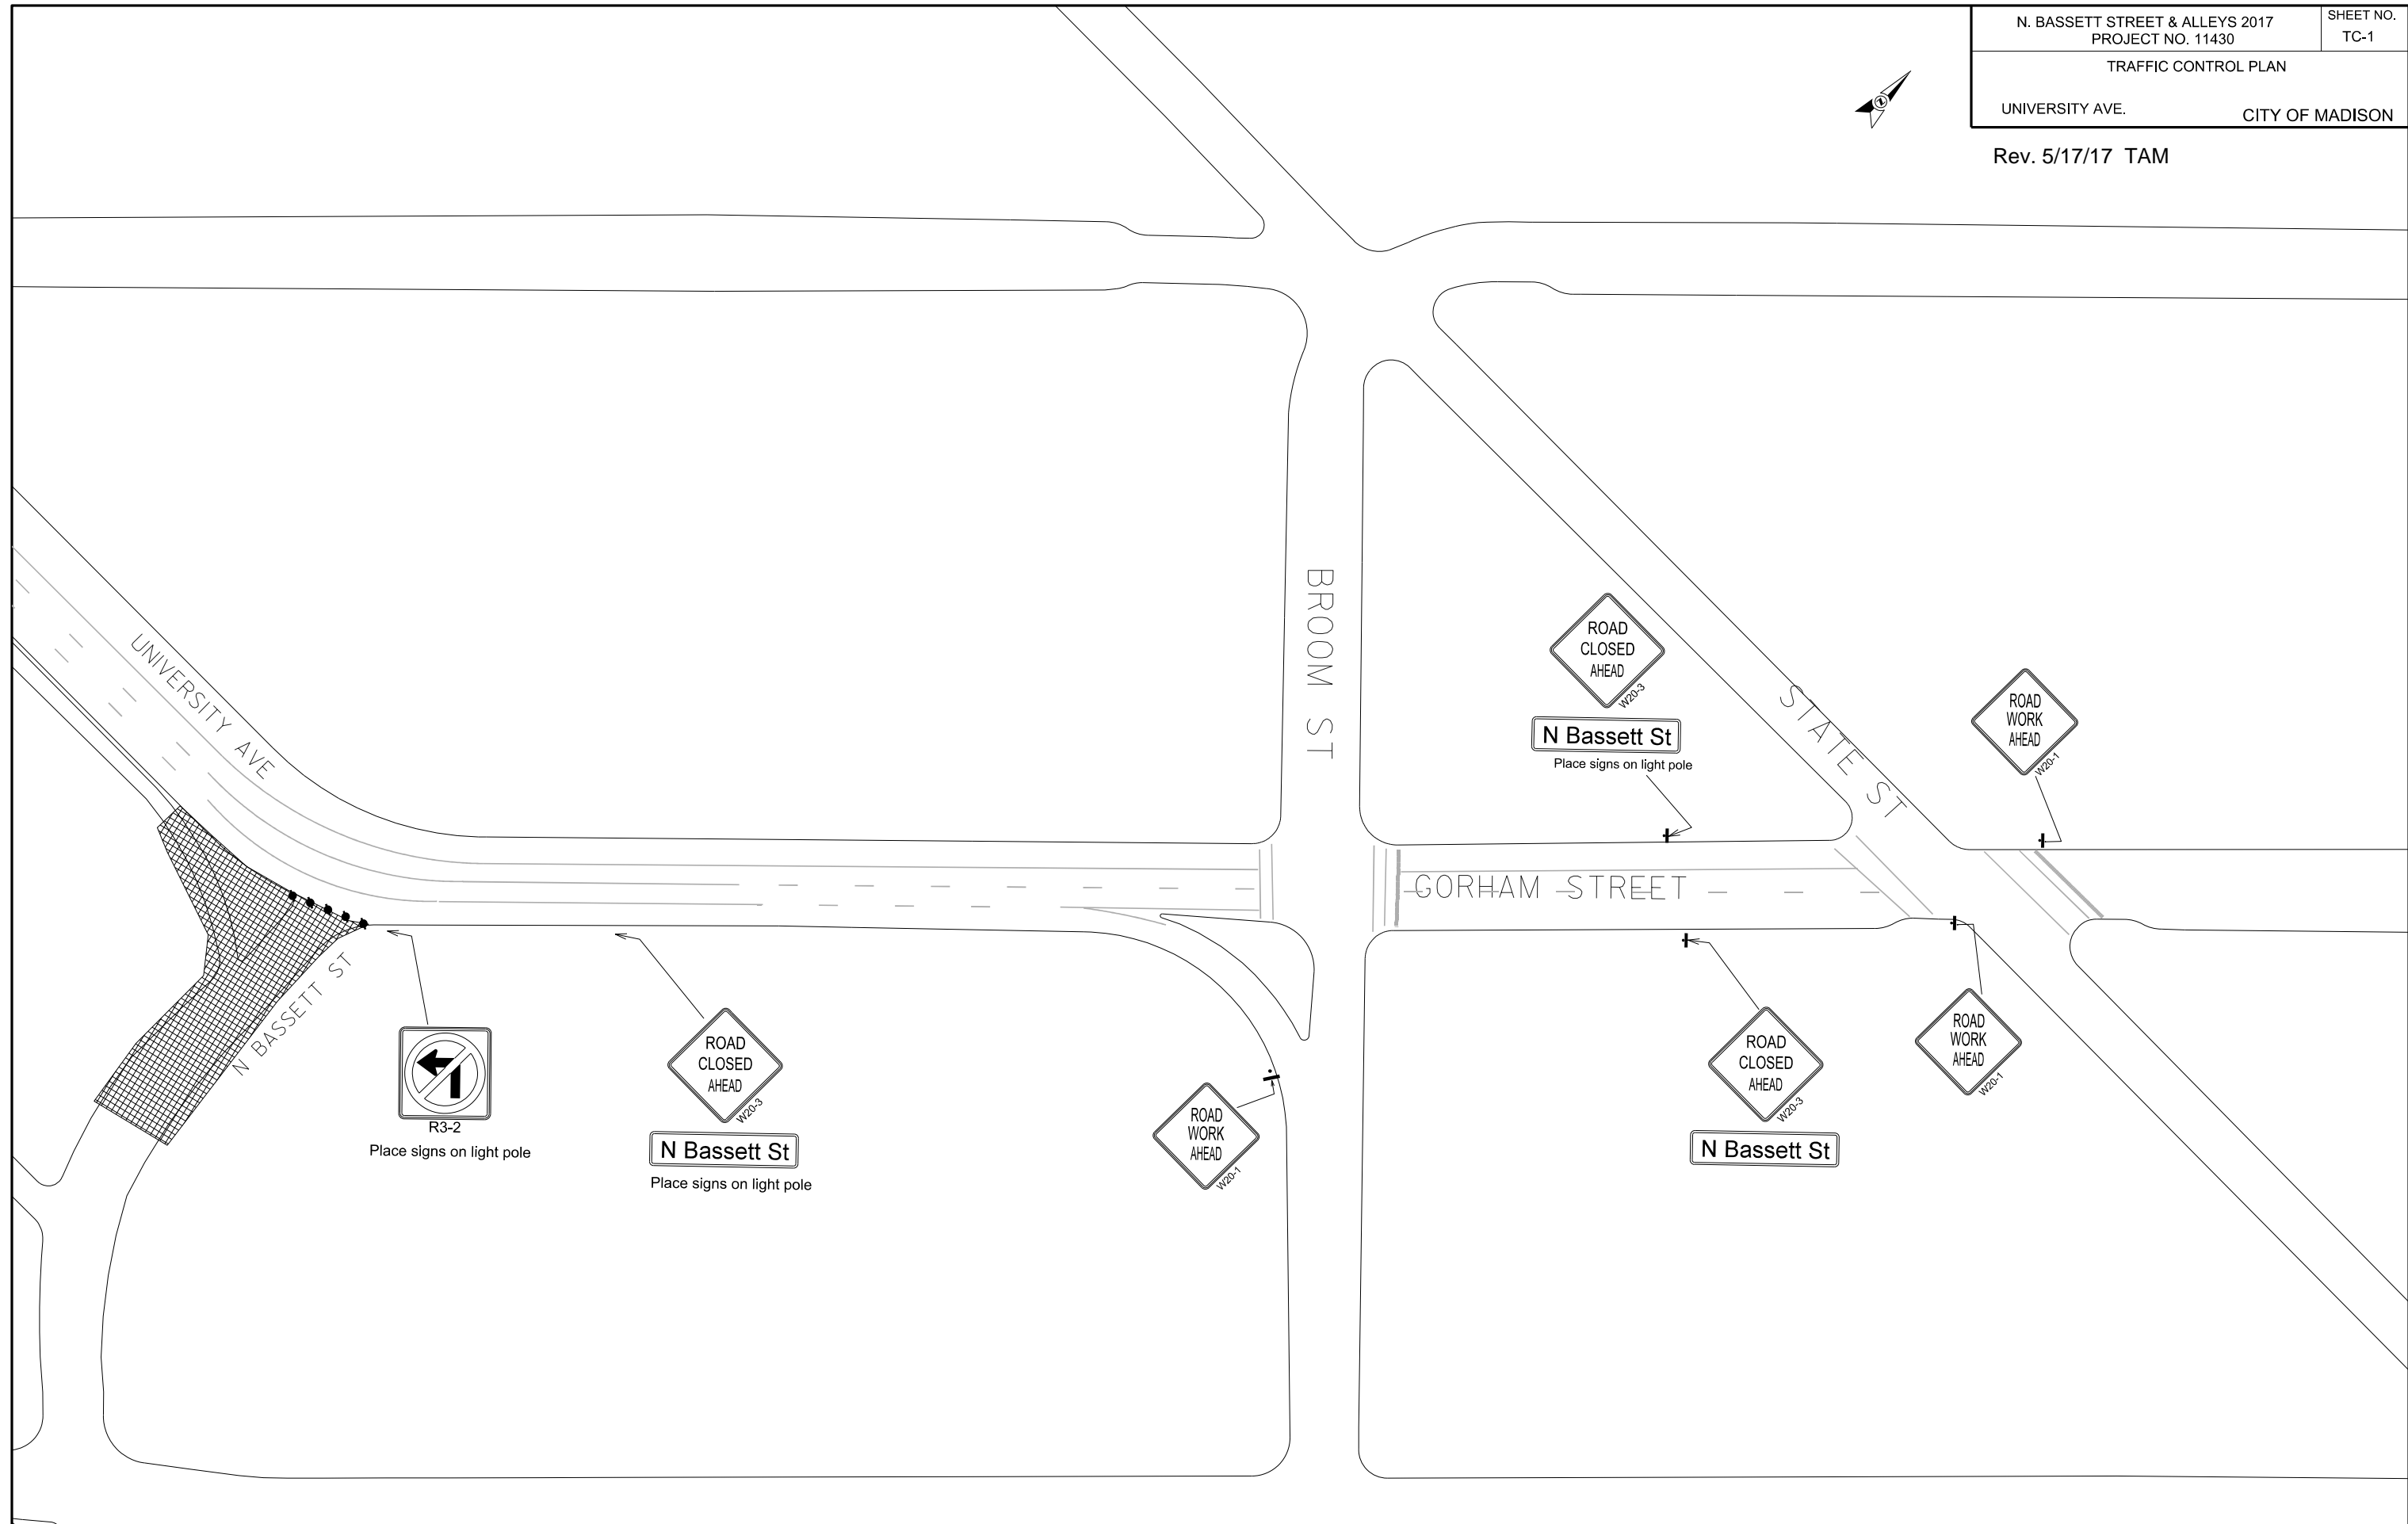 N. BASSETT STREET & ALLEYS 2017
PROJECT NO. 11430
SHEET NO.
TC-1
TRAFFIC CONTROL PLAN
UNIVERSITY AVE.
CITY OF MADISON
Rev. 5/17/17 TAM
UNIVERSITY AVE
BROOM ST
ROAD
CLOSED
AHEAD
W20-3
N Bassett St
Place signs on light pole
STATE ST
ROAD
WORK
AHEAD
W20-1
GORHAM STREET
N BASSETT ST
R3-2
Place signs on light pole
ROAD
CLOSED
AHEAD
W20-3
N Bassett St
Place signs on light pole
ROAD
WORK
AHEAD
W20-1
ROAD
CLOSED
AHEAD
W20-3
N Bassett St
ROAD
WORK
AHEAD
W20-1